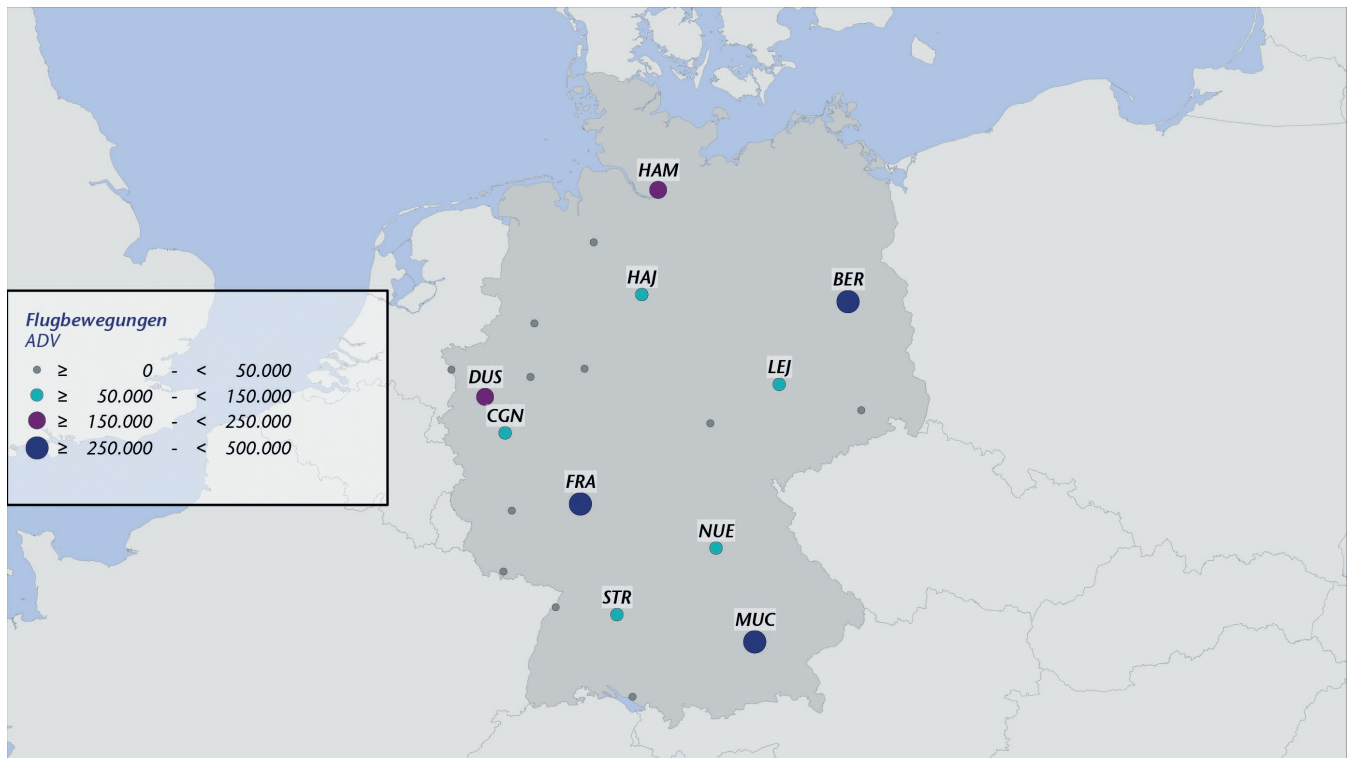 HAM
HAJ
BER
Flugbewegungen
ADV
≥ 0 - < 50.000
≥ 50.000 - < 150.000
≥ 150.000 - < 250.000
≥ 250.000 - < 500.000
DUS
LEJ
CGN
FRA
NUE
STR
MUC